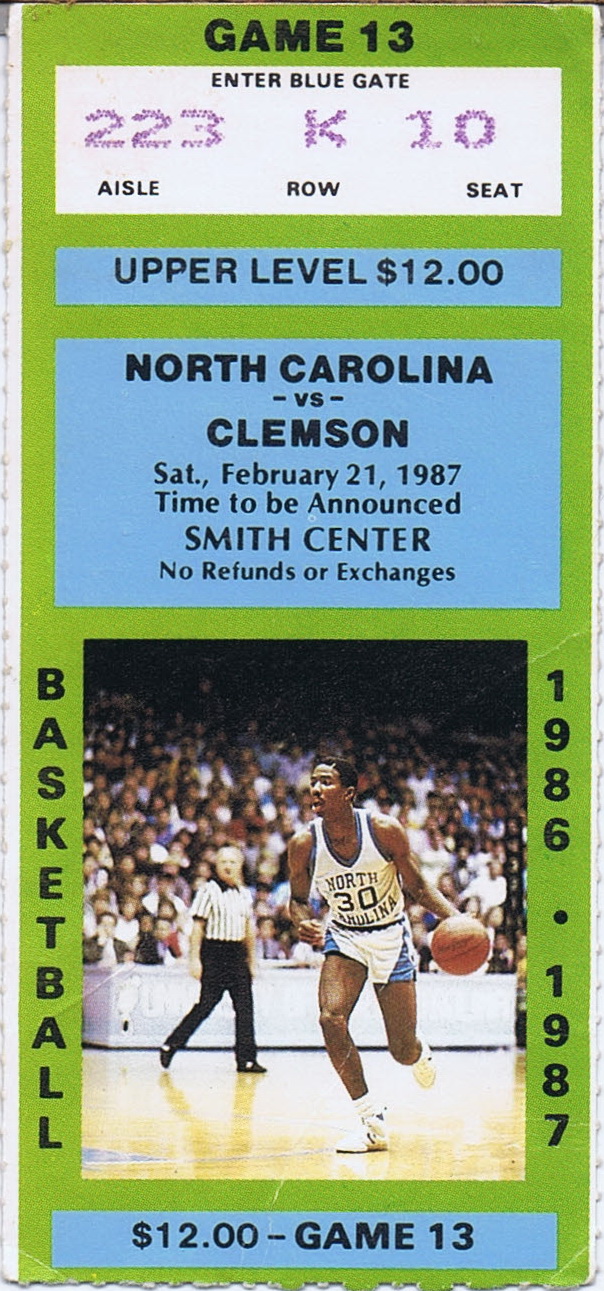 GAME 13
ENTER BLUE GATE
223 K 10
AISLE ROW SEAT
UPPER LEVEL $12.00
NORTH CAROLINA
- vs -
CLEMSON
Sat., February 21, 1987
Time to be Announced
SMITH CENTER
No Refunds or Exchanges
BASKETBALL
1986 • 1987
NORTH
30
CAROLINA
$12.00 – GAME 13